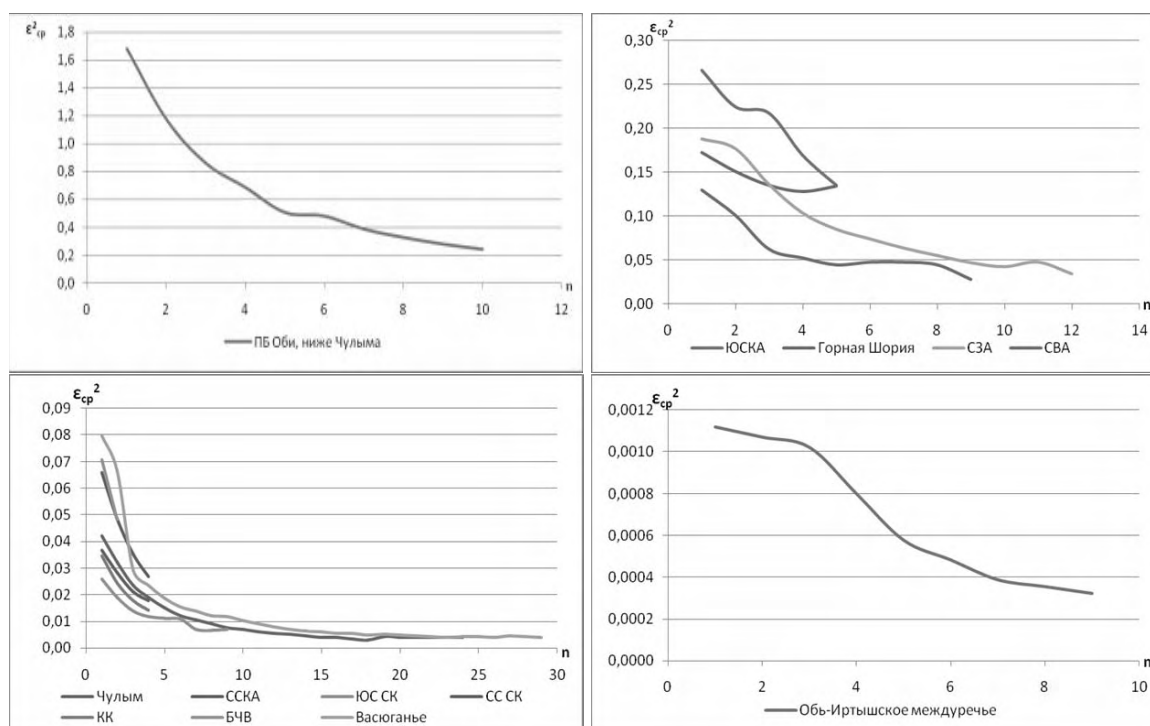 ε²ср
1,8
1,6
1,4
1,2
1,0
0,8
0,6
0,4
0,2
0,0
n
0 2 4 6 8 10 12
ПБ Оби, ниже Чулыма
εср²
0,30
0,25
0,20
0,15
0,10
0,05
0,00
n
0 2 4 6 8 10 12 14
ЮСКА Горная Шория СЗА СВА
εср²
0,09
0,08
0,07
0,06
0,05
0,04
0,03
0,02
0,01
0,00
n
0 5 10 15 20 25 30
Чулым ССКА ЮС СК СС СК
КК БЧВ Васюганье
εср²
0,0012
0,0010
0,0008
0,0006
0,0004
0,0002
0,0000
n
0 2 4 6 8 10
Обь-Иртышское междуречье